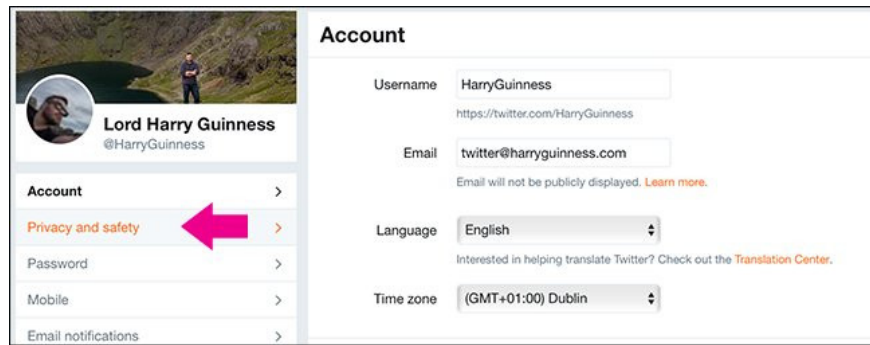 Lord Harry Guinness
@HarryGuinness
Account
Privacy and safety
Password
Mobile
Email notifications
Account
Username
HarryGuinness
https://twitter.com/HarryGuinness
Email
twitter@harryguinness.com
Email will not be publicly displayed. Learn more.
Language
English
Interested in helping translate Twitter? Check out the Translation Center.
Time zone
(GMT+01:00) Dublin